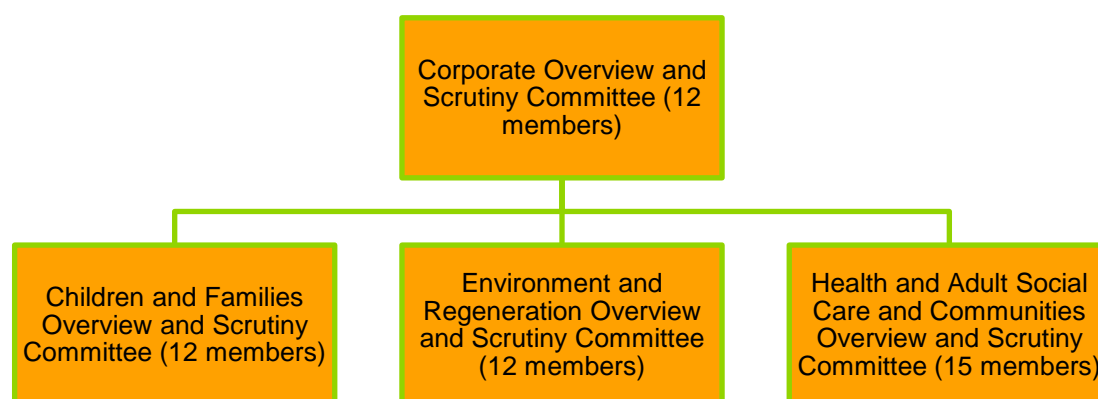 Corporate Overview and
Scrutiny Committee (12
members)
Children and Families
Overview and Scrutiny
Committee (12 members)
Environment and
Regeneration Overview
and Scrutiny Committee
(12 members)
Health and Adult Social
Care and Communities
Overview and Scrutiny
Committee (15 members)